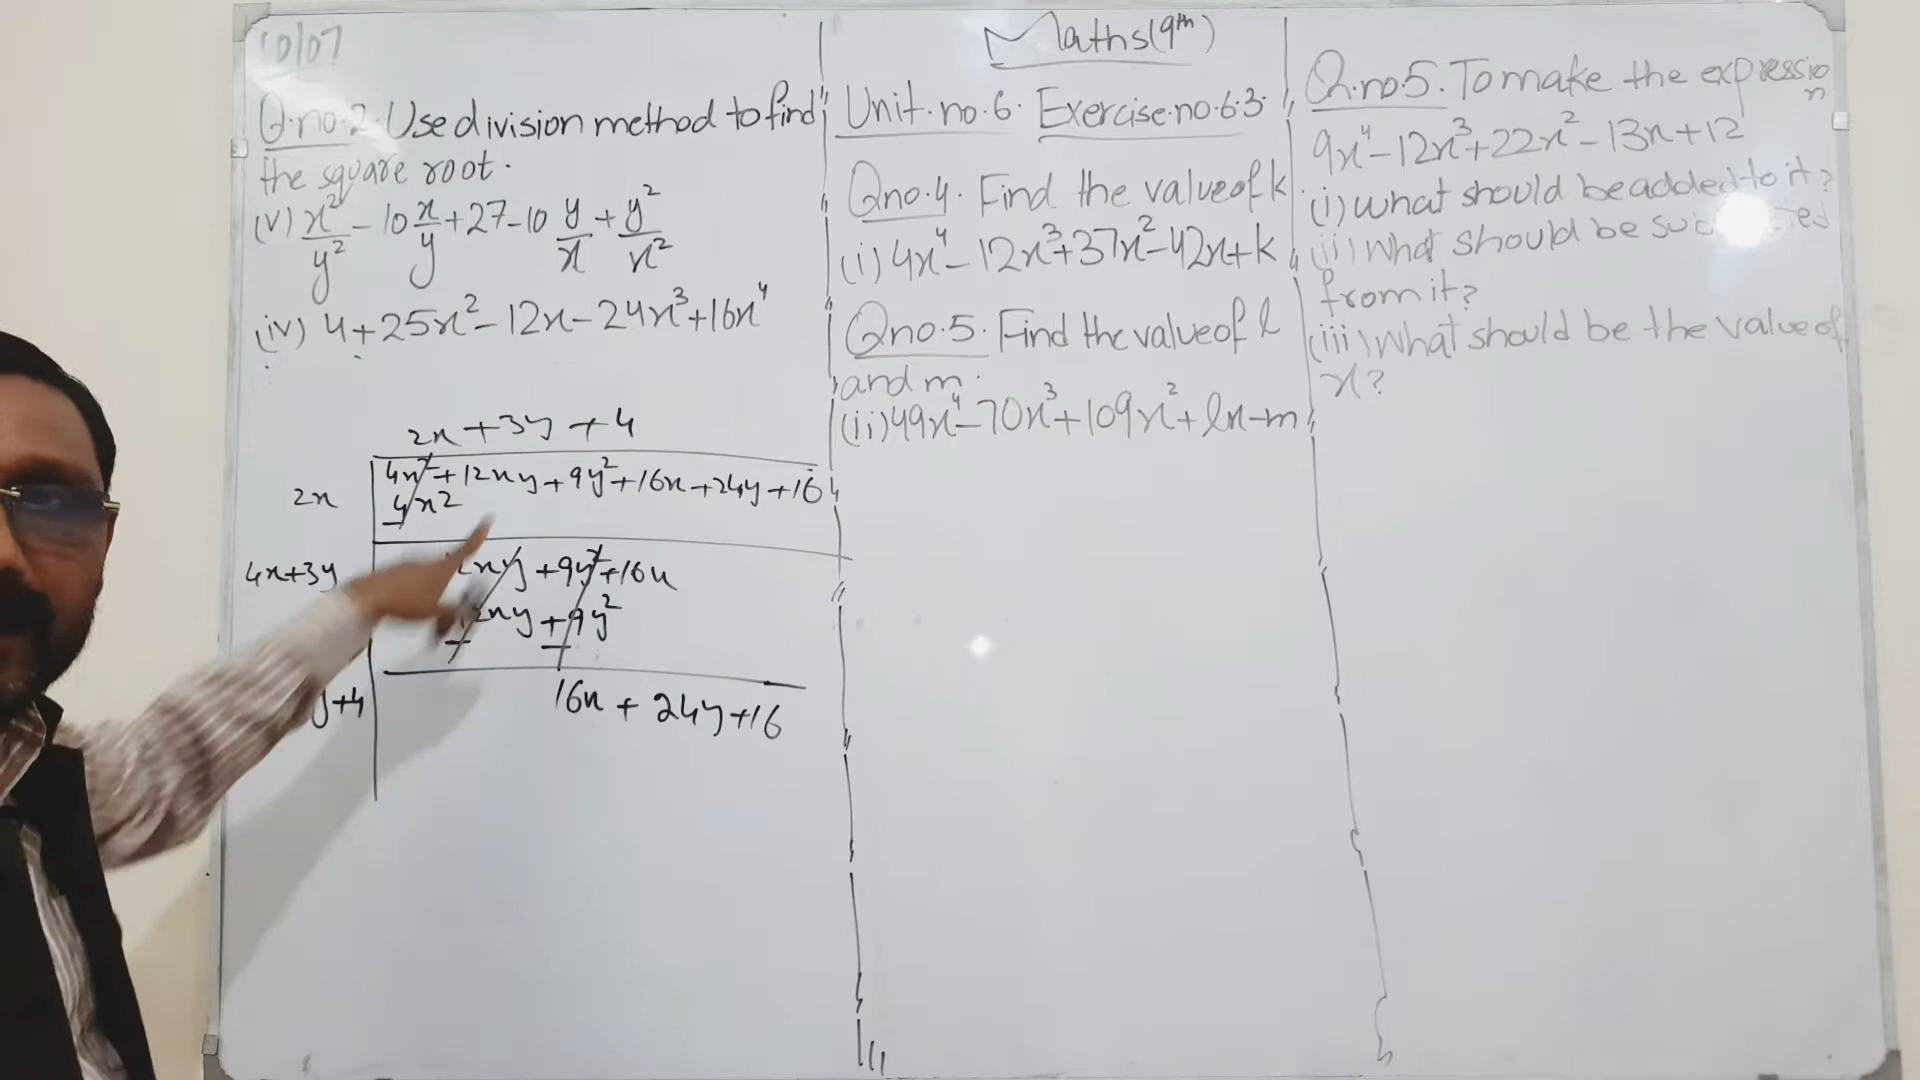 10/07
Q.no.2. Use division method to find
the square root.
(v) x²/y² - 10 x/y + 27 - 10 y/x + y²/x²
(iv) 4+25x²-12x-24x³+16x⁴
2x+3y+4
2x
4x²+12xy+9y²+16x+24y+16
4x2
-
4x+3y
xy+9y²+16x
xy+9y²
- -
y+4
16x+24y+16
Maths(9th)
Unit.no.6. Exercise.no.6.3.
Qno.4. Find the value of k.
(i) 4x⁴-12x³+37x²-42x+k
Qno.5. Find the value of l
and m.
(ii) 49x⁴-70x³+109x²+lx-m
Q.no.5. To make the expression
9x⁴-12x³+22x²-13x+12
(i) what should be added to it?
(ii) What should be
from it?
(iii) What should be the value of
x?